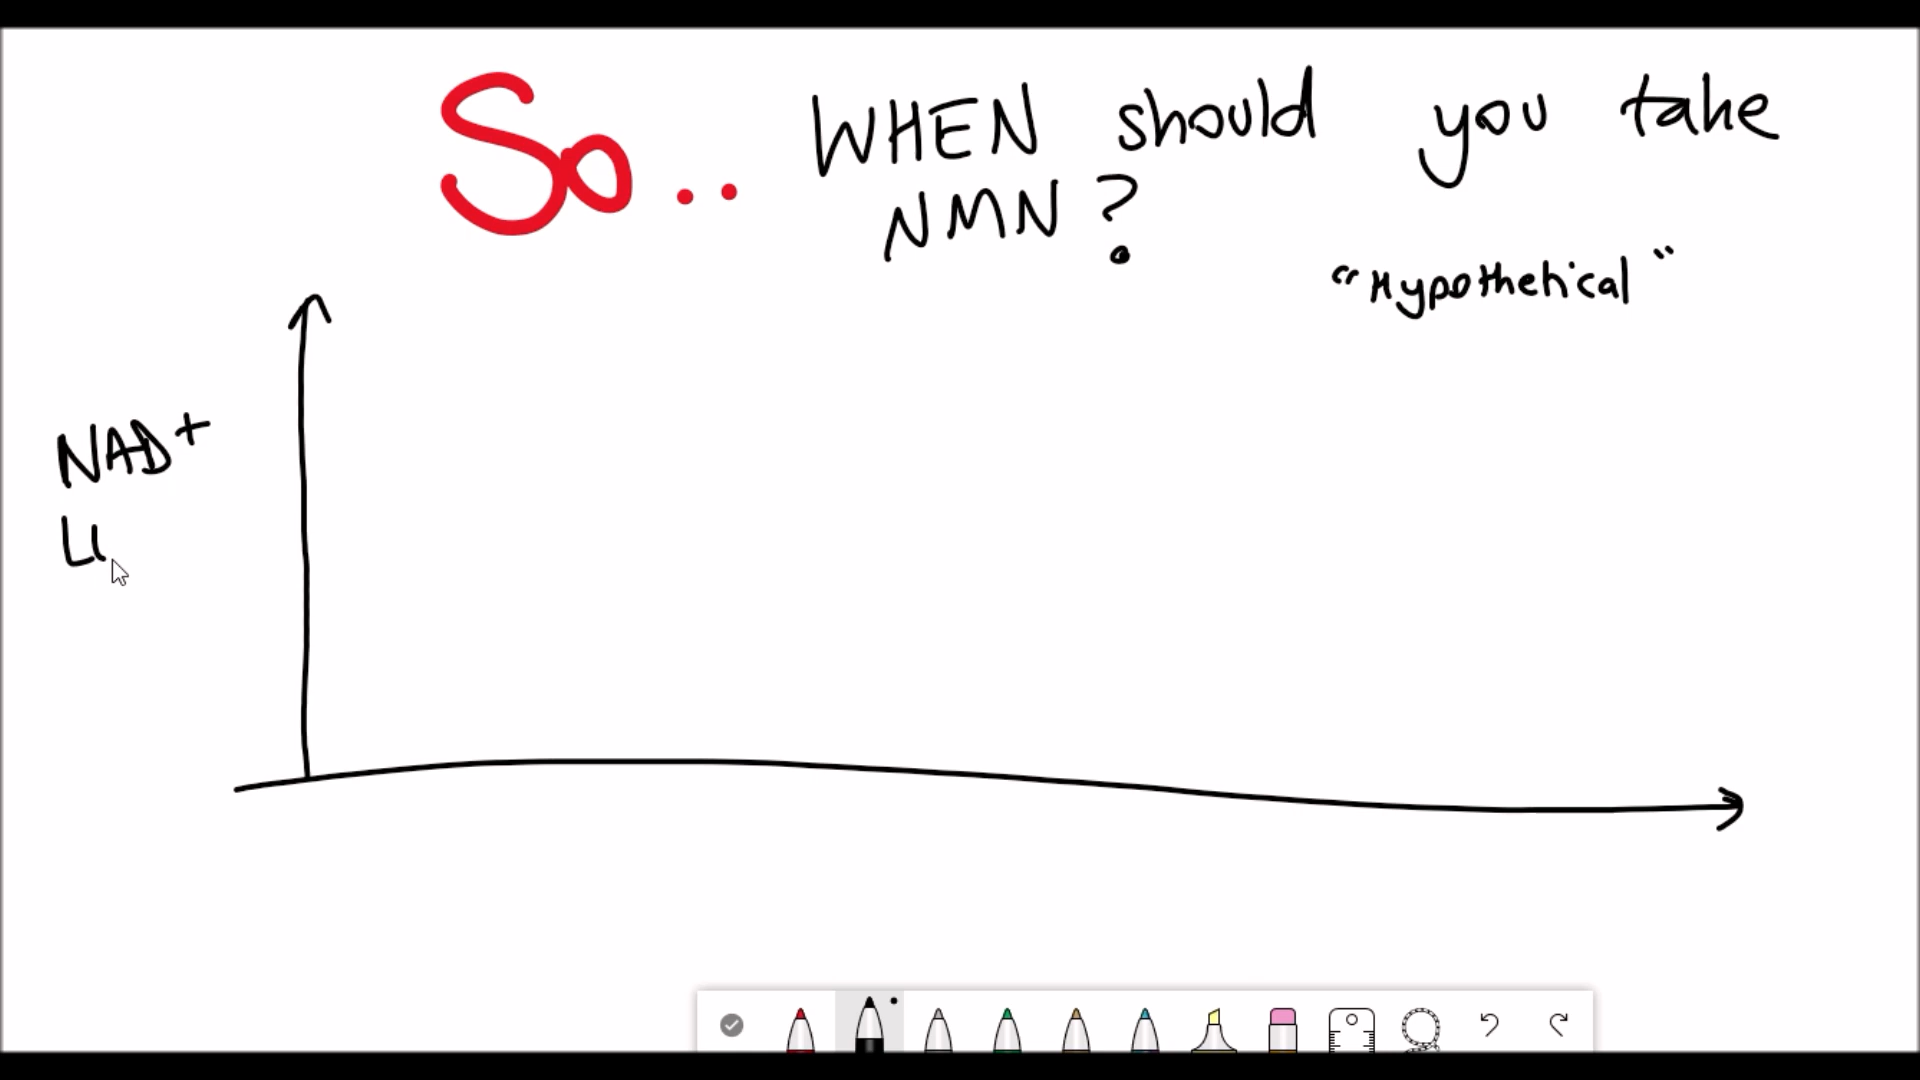 So.. WHEN should you take
NMN?
"Hypothetical"
NAD+